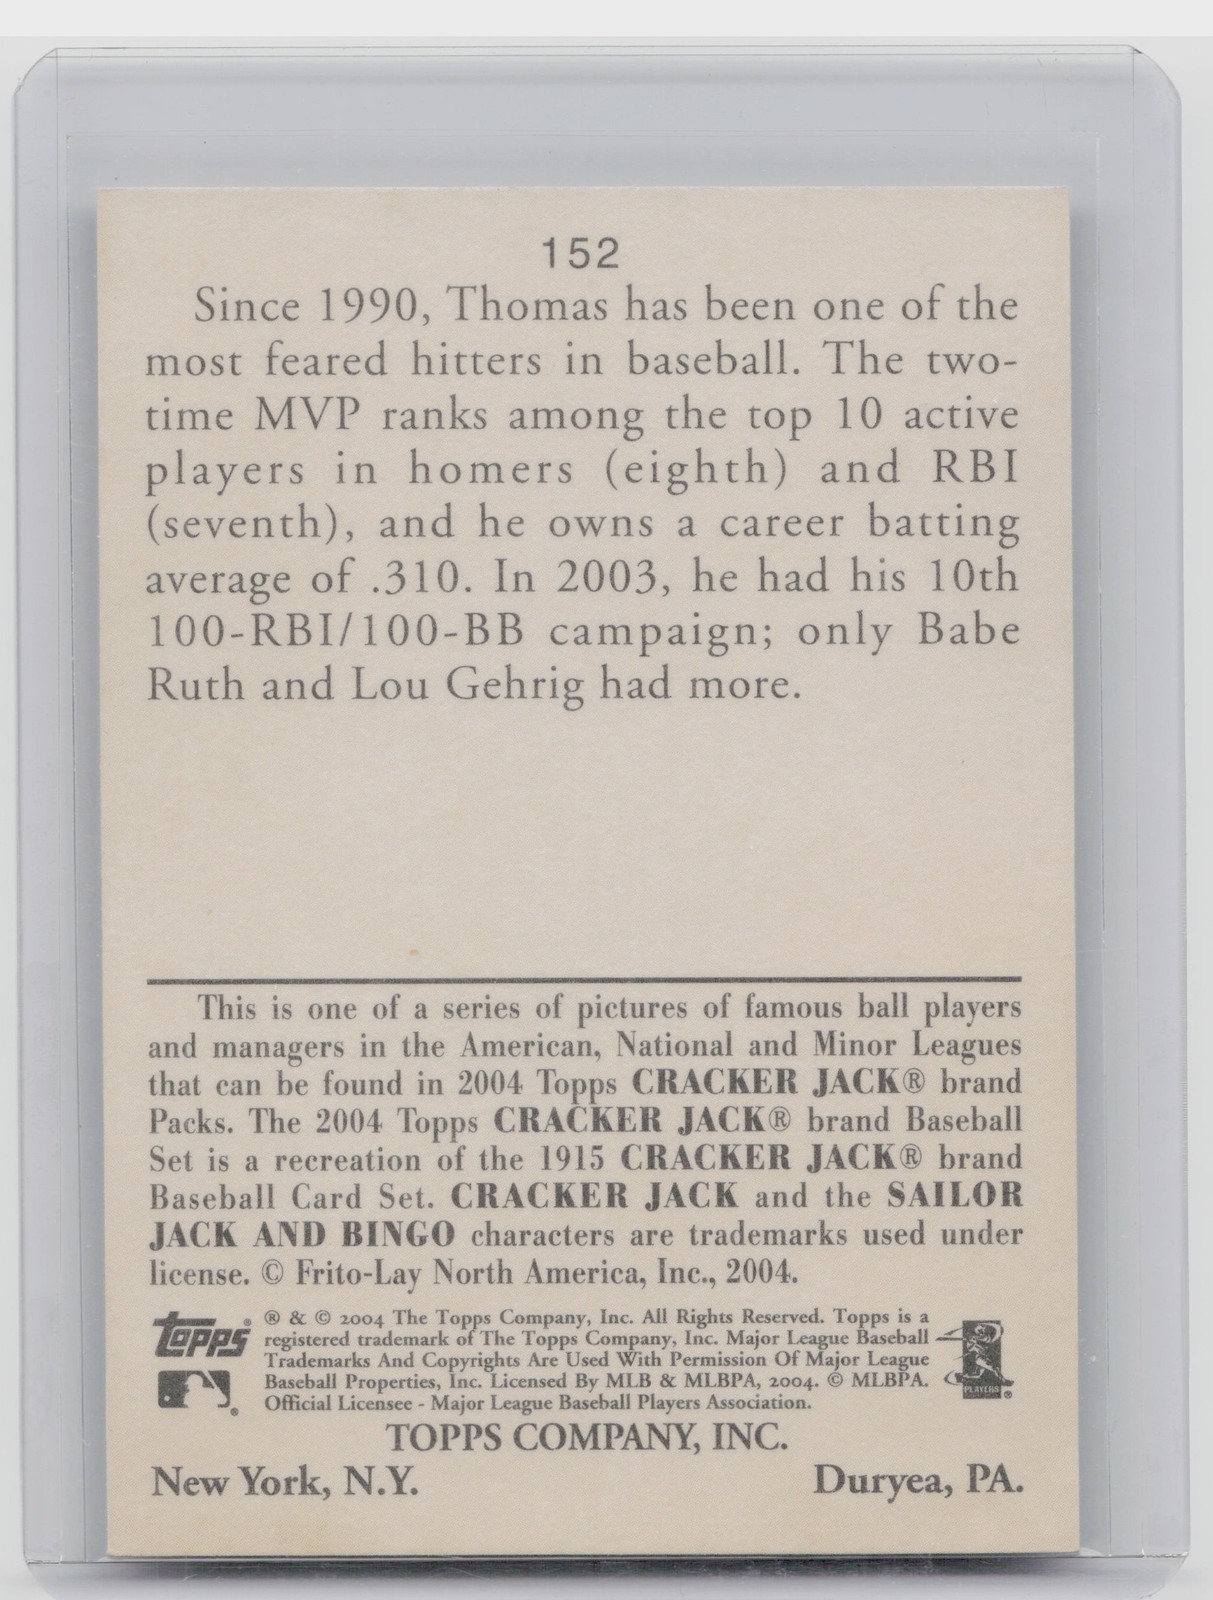 152
Since 1990, Thomas has been one of the
most feared hitters in baseball. The two-
time MVP ranks among the top 10 active
players in homers (eighth) and RBI
(seventh), and he owns a career batting
average of .310. In 2003, he had his 10th
100-RBI/100-BB campaign; only Babe
Ruth and Lou Gehrig had more.
This is one of a series of pictures of famous ball players
and managers in the American, National and Minor Leagues
that can be found in 2004 Topps CRACKER JACK® brand
Packs. The 2004 Topps CRACKER JACK® brand Baseball
Set is a recreation of the 1915 CRACKER JACK® brand
Baseball Card Set. CRACKER JACK and the SAILOR
JACK AND BINGO characters are trademarks used under
license. © Frito-Lay North America, Inc., 2004.
topps®
® & © 2004 The Topps Company, Inc. All Rights Reserved. Topps is a
registered trademark of The Topps Company, Inc. Major League Baseball
Trademarks And Copyrights Are Used With Permission Of Major League
Baseball Properties, Inc. Licensed By MLB & MLBPA, 2004. © MLBPA.
Official Licensee - Major League Baseball Players Association.
PLAYERS ®
TOPPS COMPANY, INC.
New York, N.Y. Duryea, PA.